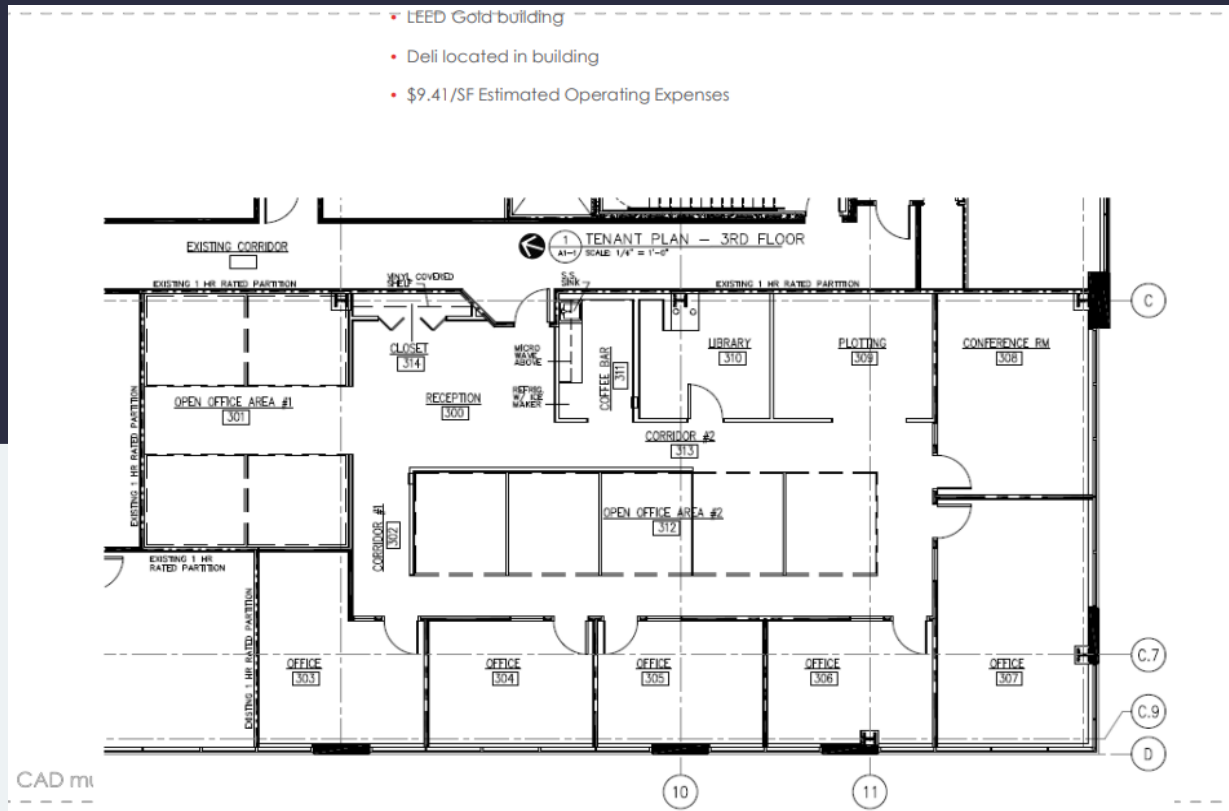 • LEED Gold building
• Deli located in building
• $9.41/SF Estimated Operating Expenses
EXISTING CORRIDOR
1
A1-1
TENANT PLAN – 3RD FLOOR
SCALE: 1/4" = 1'-0"
EXISTING 1 HR RATED PARTITION
VINYL COVERED
SHELF
S.S.
SINK
EXISTING 1 HR RATED PARTITION
C
CLOSET
314
MICRO
WAVE
ABOVE
LIBRARY
310
PLOTTING
309
CONFERENCE RM
308
COFFEE BAR
311
REFRIG.
W/ ICE
MAKER
RECEPTION
300
OPEN OFFICE AREA #1
301
EXISTING 1 HR RATED PARTITION
CORRIDOR #2
313
OPEN OFFICE AREA #2
312
CORRIDOR #1
302
EXISTING 1 HR
RATED PARTITION
EXISTING 1 HR RATED PARTITION
OFFICE
303
OFFICE
304
OFFICE
305
OFFICE
306
OFFICE
307
C.7
C.9
D
CAD mu
10
11